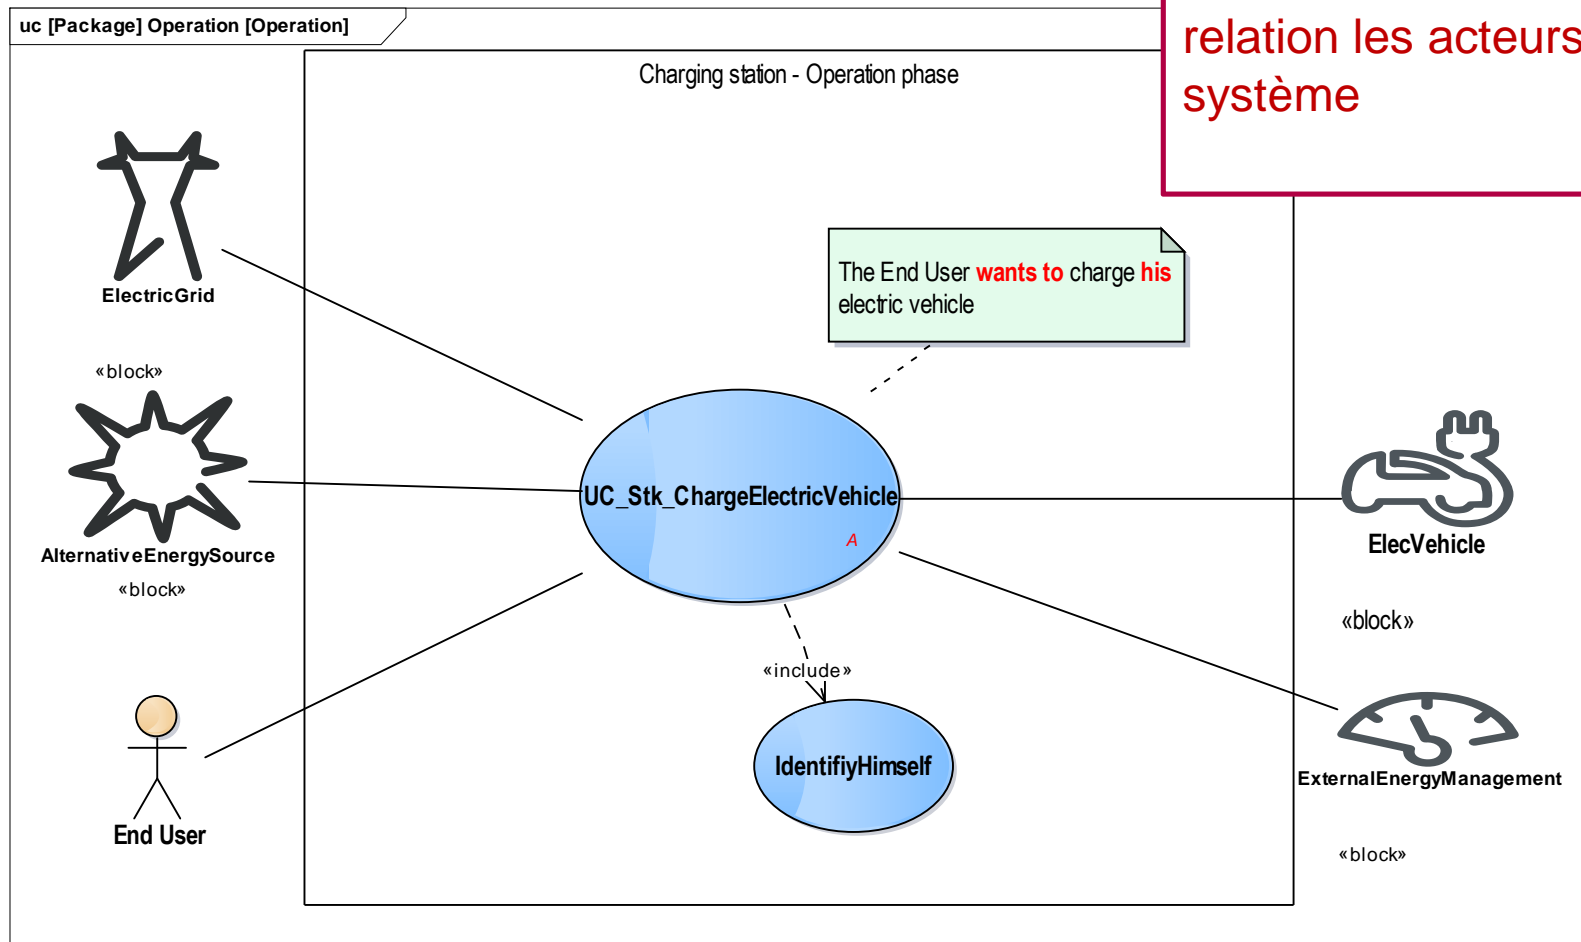 uc [Package] Operation [Operation]
relation les acteurs
système
Charging station - Operation phase
ElectricGrid
The End User wants to charge his
electric vehicle
«block»
UC_Stk_ChargeElectricVehicle
A
AlternativeEnergySource
«block»
ElecVehicle
«block»
«include»
End User
IdentifiyHimself
ExternalEnergyManagement
«block»